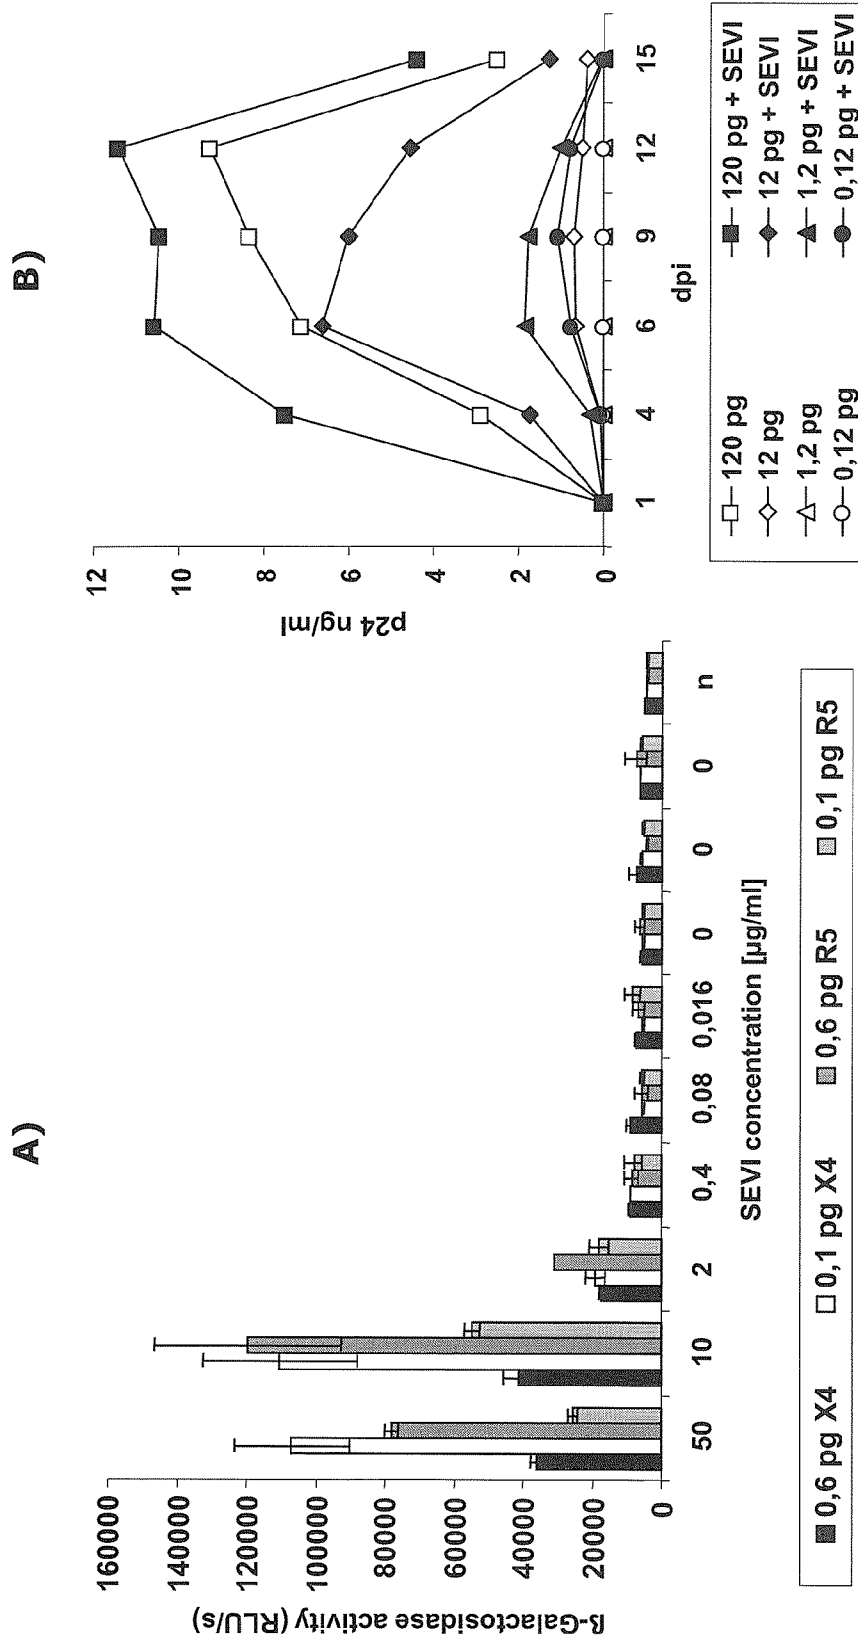 A)
ß-Galactosidase activity (RLU/s)
160000
140000
120000
100000
80000
60000
40000
20000
0
50 10 2 0,4 0,08 0,016 0 0 0 n
SEVI concentration [µg/ml]
0,6 pg X4 0,1 pg X4 0,6 pg R5 0,1 pg R5
B)
p24 ng/ml
12
10
8
6
4
2
0
1 4 6 9 12 15
dpi
120 pg 120 pg + SEVI
12 pg 12 pg + SEVI
1,2 pg 1,2 pg + SEVI
0,12 pg 0,12 pg + SEVI